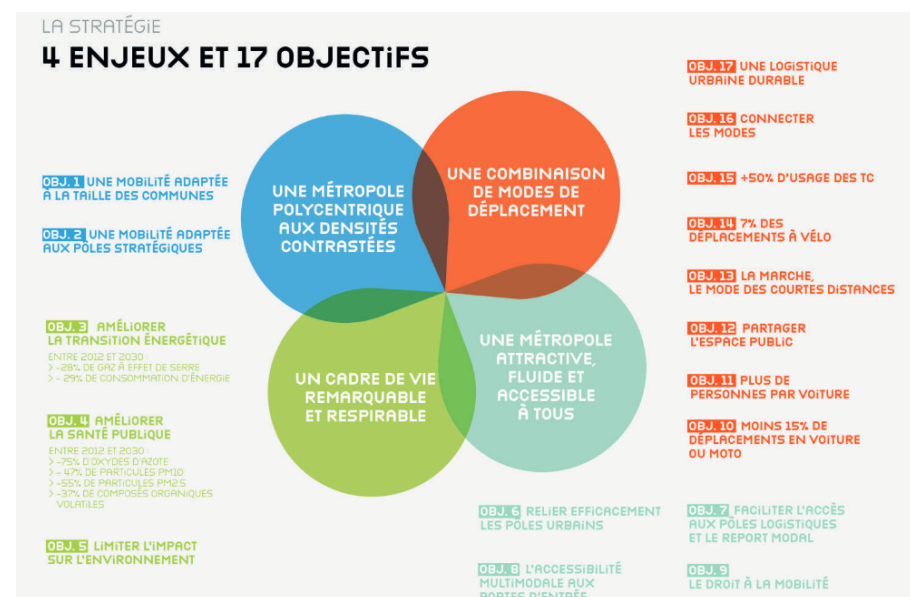 LA STRATÉGIE
4 ENJEUX ET 17 OBJECTIFS
OBJ. 1 UNE MOBILITÉ ADAPTÉE
À LA TAILLE DES COMMUNES
OBJ. 2 UNE MOBILITÉ ADAPTÉE
AUX PÔLES STRATÉGIQUES
OBJ. 3 AMÉLIORER
LA TRANSITION ÉNERGÉTIQUE
ENTRE 2012 ET 2030 :
> -28% DE GAZ À EFFET DE SERRE
> - 29% DE CONSOMMATION D'ÉNERGIE
OBJ. 4 AMÉLIORER
LA SANTÉ PUBLIQUE
ENTRE 2012 ET 2030 :
> -75% D'OXYDES D'AZOTE
> - 47% DE PARTICULES PM10
> -55% DE PARTICULES PM2.5
> -37% DE COMPOSÉS ORGANIQUES
VOLATILES
OBJ. 5 LIMITER L'IMPACT
SUR L'ENVIRONNEMENT
UNE MÉTROPOLE
POLYCENTRIQUE
AUX DENSITÉS
CONTRASTÉES
UNE COMBINAISON
DE MODES DE
DÉPLACEMENT
UN CADRE DE VIE
REMARQUABLE
ET RESPIRABLE
UNE MÉTROPOLE
ATTRACTIVE,
FLUIDE ET
ACCESSIBLE
À TOUS
OBJ. 17 UNE LOGISTIQUE
URBAINE DURABLE
OBJ. 16 CONNECTER
LES MODES
OBJ. 15 +50% D'USAGE DES TC
OBJ. 14 7% DES
DÉPLACEMENTS À VÉLO
OBJ. 13 LA MARCHE,
LE MODE DES COURTES DISTANCES
OBJ. 12 PARTAGER
L'ESPACE PUBLIC
OBJ. 11 PLUS DE
PERSONNES PAR VOITURE
OBJ. 10 MOINS 15% DE
DÉPLACEMENTS EN VOITURE
OU MOTO
OBJ. 6 RELIER EFFICACEMENT
LES PÔLES URBAINS
OBJ. 7 FACILITER L'ACCÈS
AUX PÔLES LOGISTIQUES
ET LE REPORT MODAL
OBJ. 8 L'ACCESSIBILITÉ
MULTIMODALE AUX
PORTES D'ENTRÉE
OBJ. 9
LE DROIT À LA MOBILITÉ